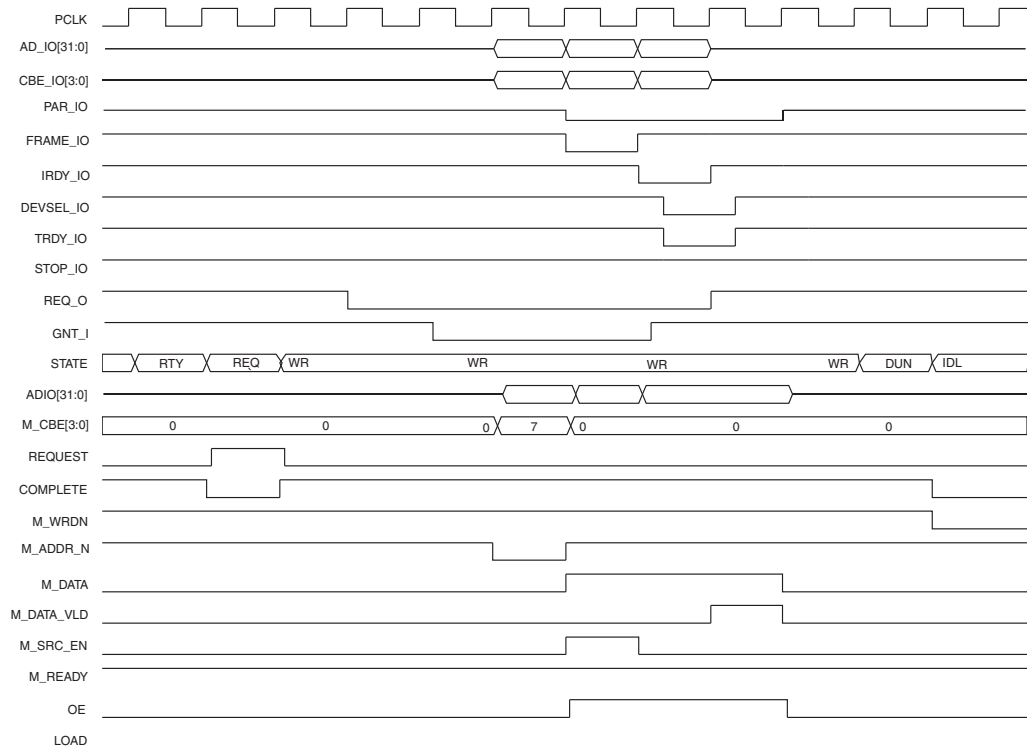 PCLK
AD_IO[31:0]
CBE_IO[3:0]
PAR_IO
FRAME_IO
IRDY_IO
DEVSEL_IO
TRDY_IO
STOP_IO
REQ_O
GNT_I
STATE RTY REQ WR WR WR WR DUN IDL
ADIO[31:0]
M_CBE[3:0] 0 0 0 7 0 0 0
REQUEST
COMPLETE
M_WRDN
M_ADDR_N
M_DATA
M_DATA_VLD
M_SRC_EN
M_READY
OE
LOAD